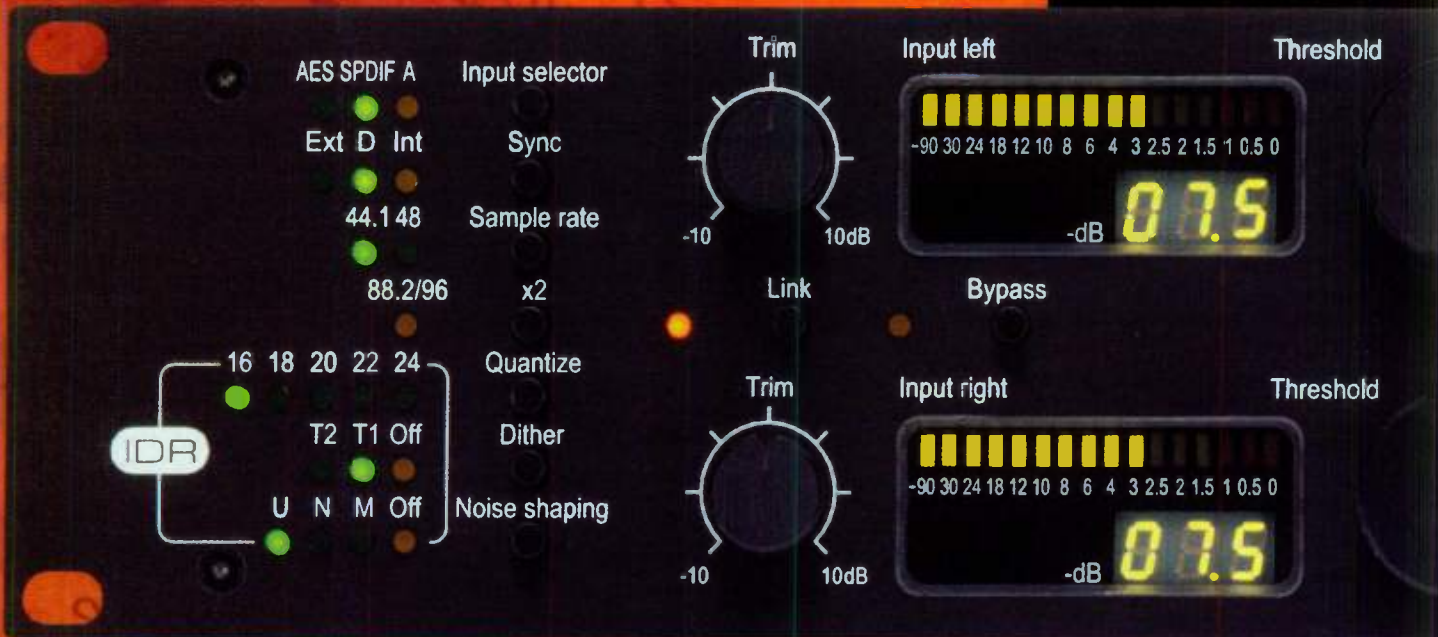 AES SPDIF A Input selector
Ext D Int Sync
44.1 48 Sample rate
88.2/96 x2
16 18 20 22 24 Quantize
T2 T1 Off Dither
IDR
U N M Off Noise shaping
Trim
-10 10dB
Input left Threshold
-90 30 24 18 12 10 8 6 4 3 2.5 2 1.5 1 0.5 0
-dB 07.5
Link Bypass
Trim
-10 10dB
Input right Threshold
-90 30 24 18 12 10 8 6 4 3 2.5 2 1.5 1 0.5 0
-dB 07.5